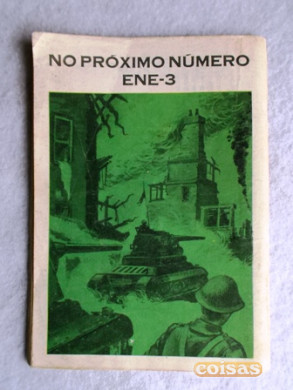 NO PRÓXIMO NÚMERO
ENE-3
coisas